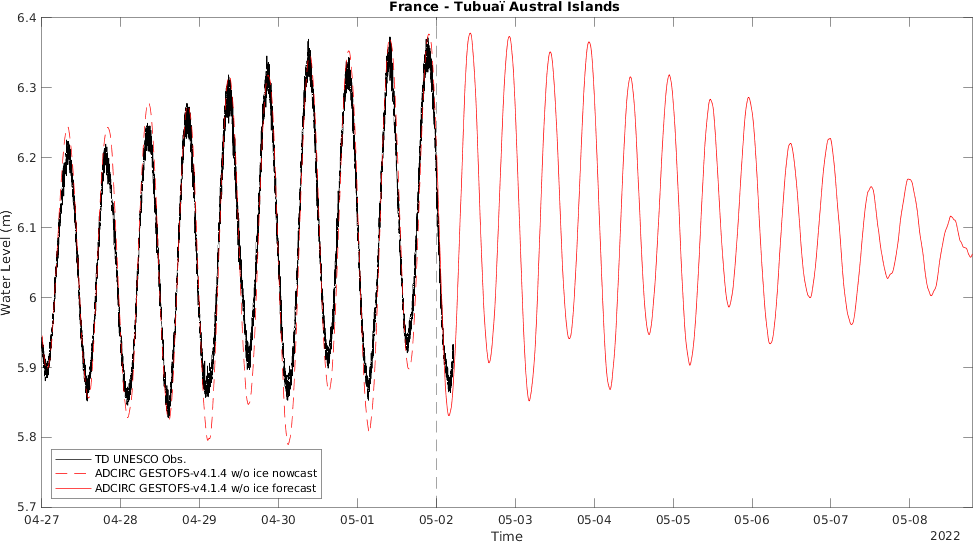 France - Tubuaï Austral Islands
Water Level (m)
6.4
6.3
6.2
6.1
6
5.9
5.8
5.7
TD UNESCO Obs.
ADCIRC GESTOFS-v4.1.4 w/o ice nowcast
ADCIRC GESTOFS-v4.1.4 w/o ice forecast
04-27 04-28 04-29 04-30 05-01 05-02 05-03 05-04 05-05 05-06 05-07 05-08
2022
Time